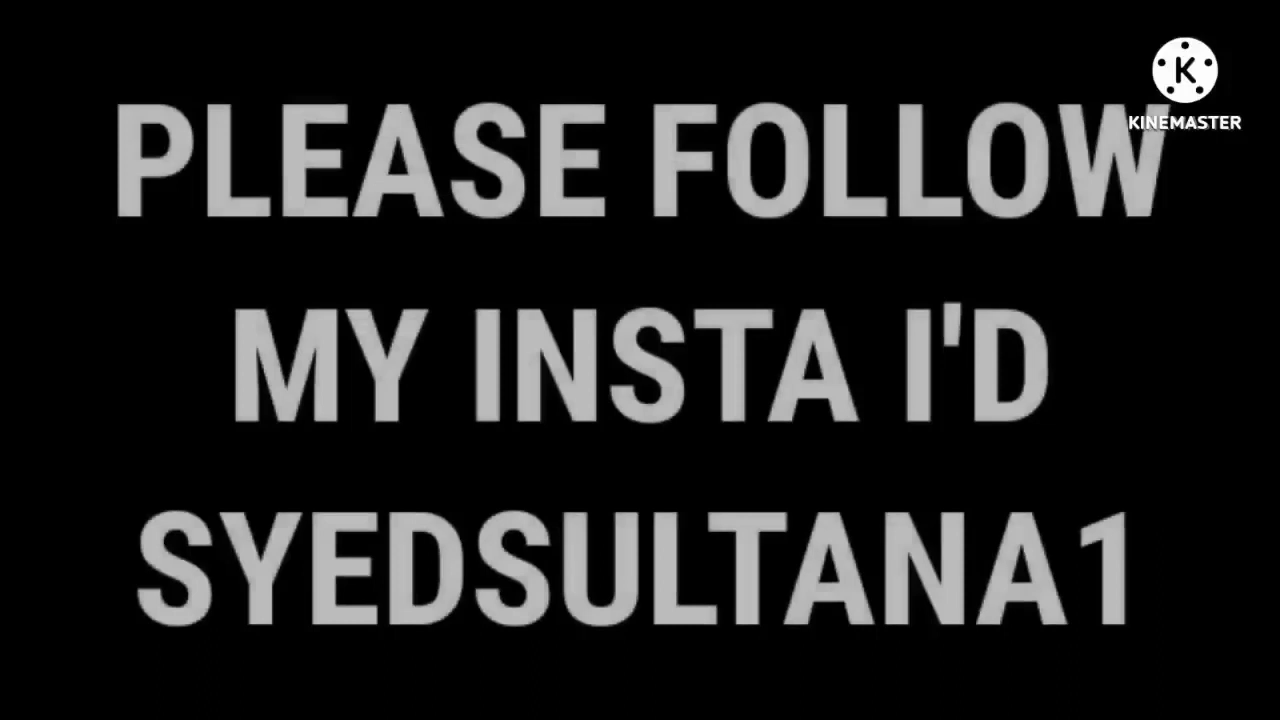 PLEASE FOLLOW
K
KINEMASTER
MY INSTA I'D
SYEDSULTANA1